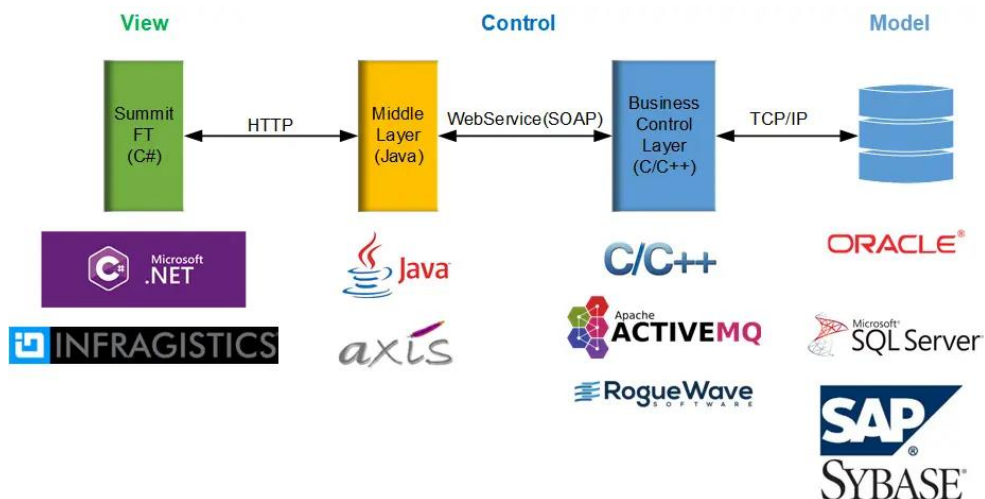 View
Control
Model
Summit
FT
(C#)
HTTP
Middle
Layer
(Java)
WebService(SOAP)
Business
Control
Layer
(C/C++)
TCP/IP
C#
Microsoft
.NET
INFRAGISTICS
Java
axis
C/C++
Apache
ACTIVEMQ
RogueWave
SOFTWARE
ORACLE®
Microsoft®
SQL Server
SAP®
SYBASE®